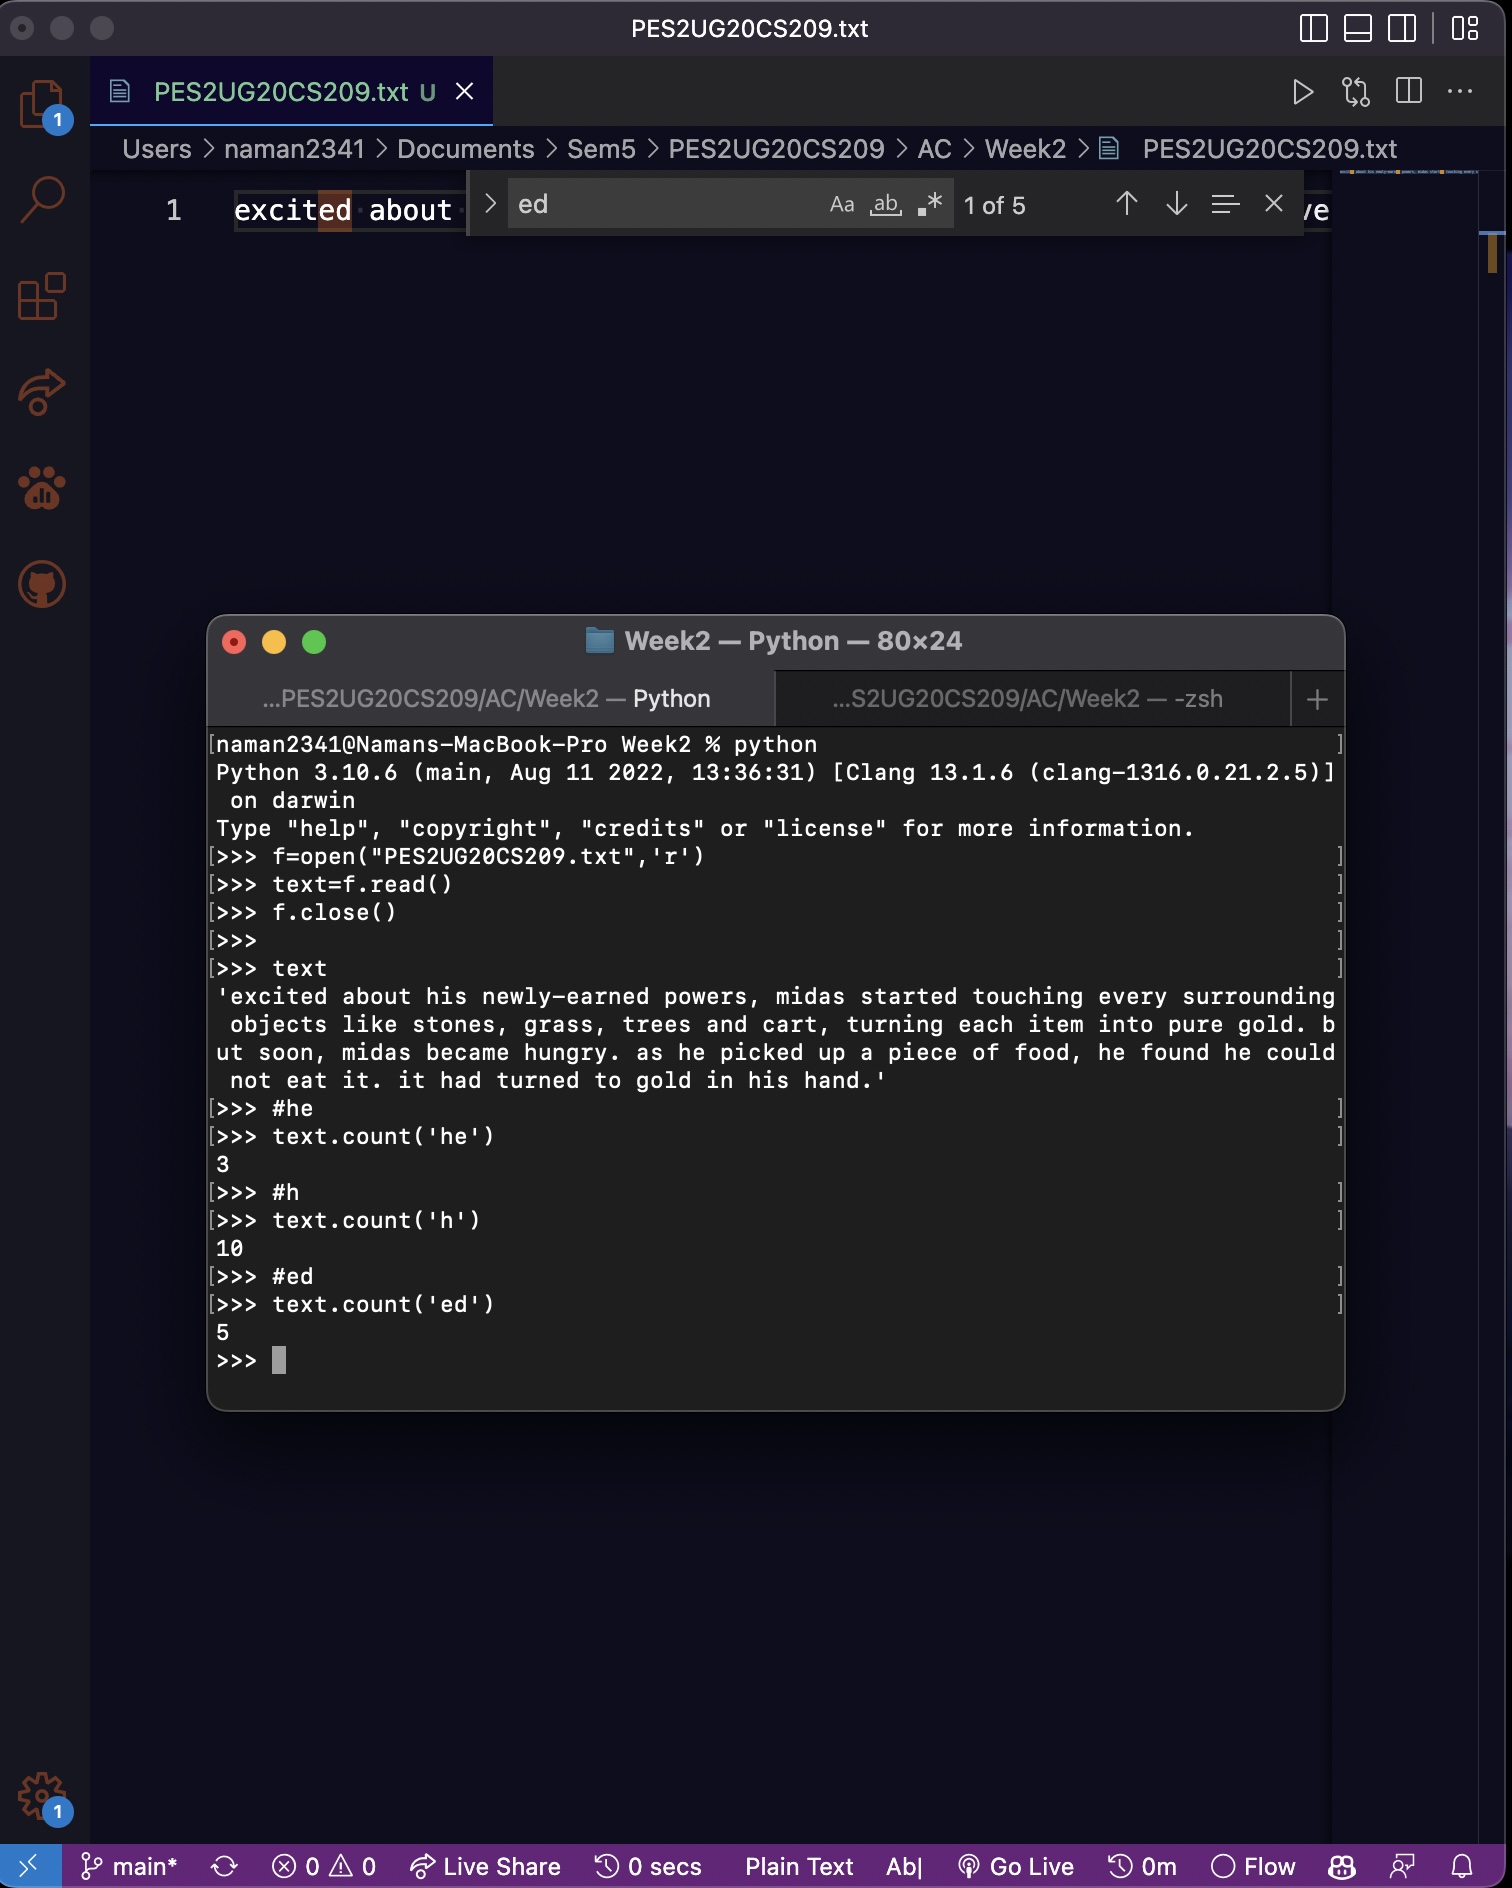 PES2UG20CS209.txt
PES2UG20CS209.txt U
1
Users > naman2341 > Documents > Sem5 > PES2UG20CS209 > AC > Week2 > PES2UG20CS209.txt
1 excited about
ed Aa ab .* 1 of 5
ve
Week2 — Python — 80×24
...PES2UG20CS209/AC/Week2 — Python
...S2UG20CS209/AC/Week2 — -zsh
+
[naman2341@Namans-MacBook-Pro Week2 % python ]
Python 3.10.6 (main, Aug 11 2022, 13:36:31) [Clang 13.1.6 (clang-1316.0.21.2.5)]
 on darwin
Type "help", "copyright", "credits" or "license" for more information.
[>>> f=open("PES2UG20CS209.txt",'r') ]
[>>> text=f.read() ]
[>>> f.close() ]
[>>> ]
[>>> text ]
'excited about his newly-earned powers, midas started touching every surrounding
 objects like stones, grass, trees and cart, turning each item into pure gold. b
ut soon, midas became hungry. as he picked up a piece of food, he found he could
 not eat it. it had turned to gold in his hand.'
[>>> #he ]
[>>> text.count('he') ]
3
[>>> #h ]
[>>> text.count('h') ]
10
[>>> #ed ]
[>>> text.count('ed') ]
5
>>>
1
main* 0 0 Live Share 0 secs Plain Text Ab| Go Live 0m Flow